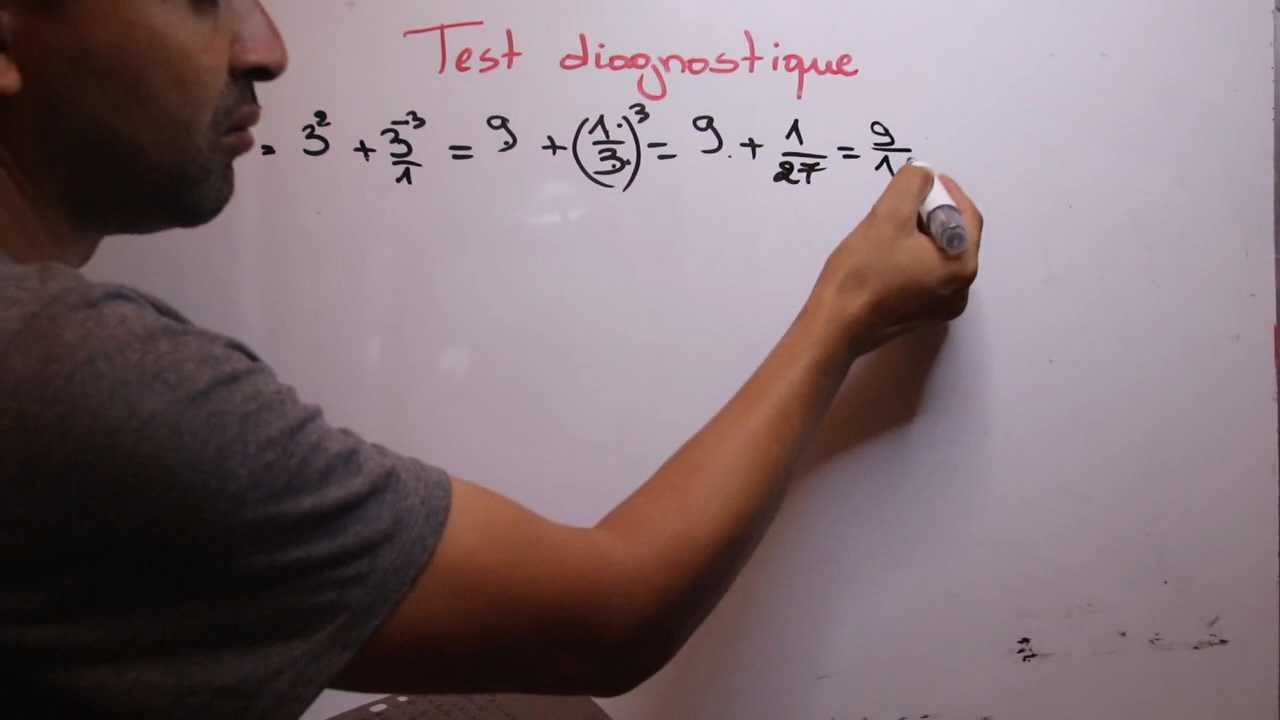 Test diagnostique
= 3² + 3⁻³/1 = 9 + (1/3)³ = 9 + 1/27 = 9/1